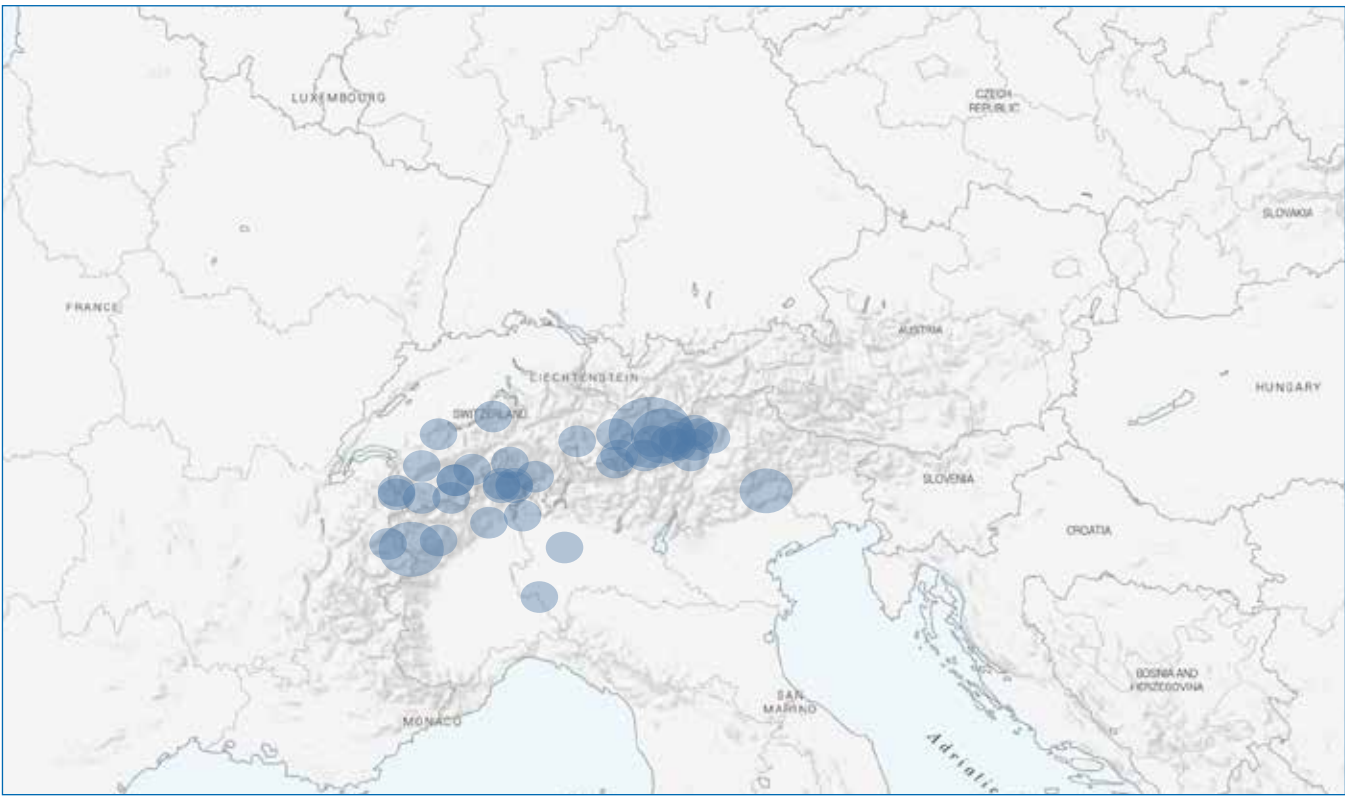 LUXEMBOURG
CZECH
REPUBLIC
SLOVAKIA
FRANCE
AUSTRIA
LIECHTENSTEIN
HUNGARY
SWITZERLAND
SLOVENIA
CROATIA
BOSNIA AND
HERZEGOVINA
SAN
MARINO
MONACO
Adriatic